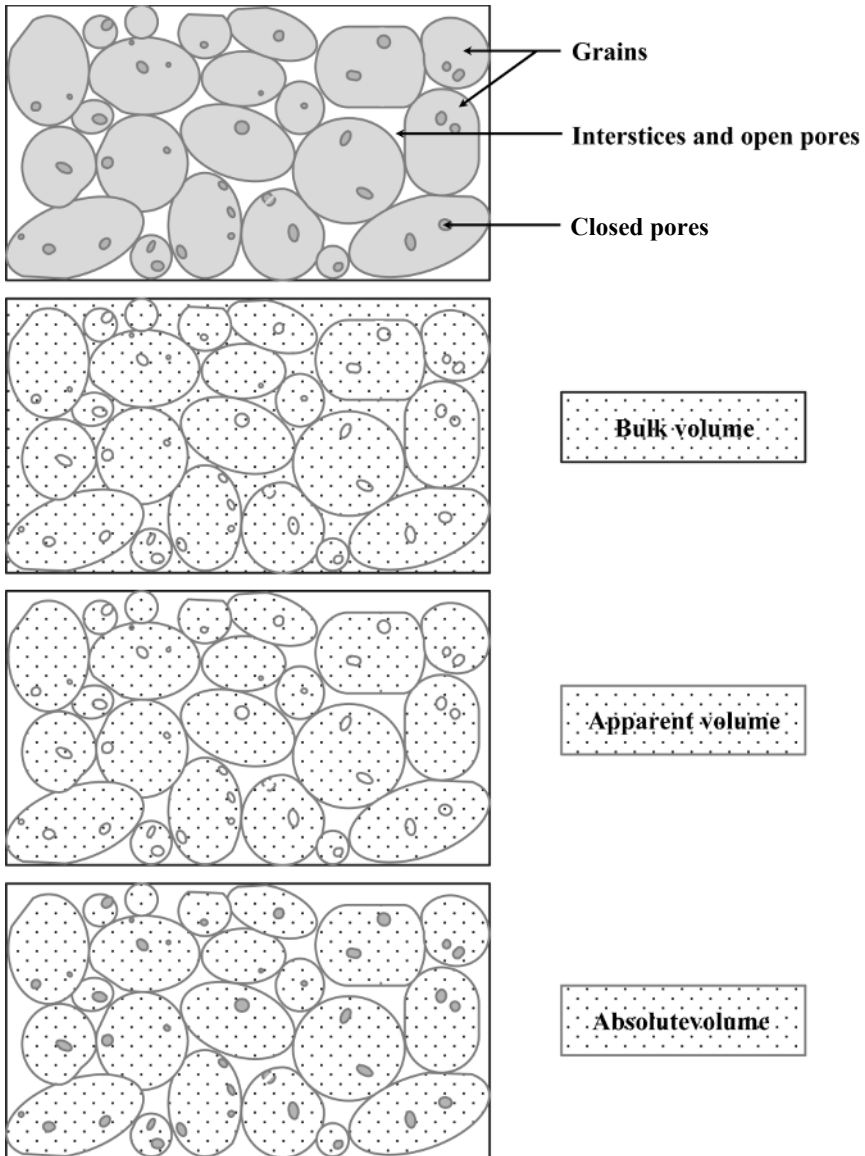 Grains
Interstices and open pores
Closed pores
Bulk volume
Apparent volume
Absolutevolume